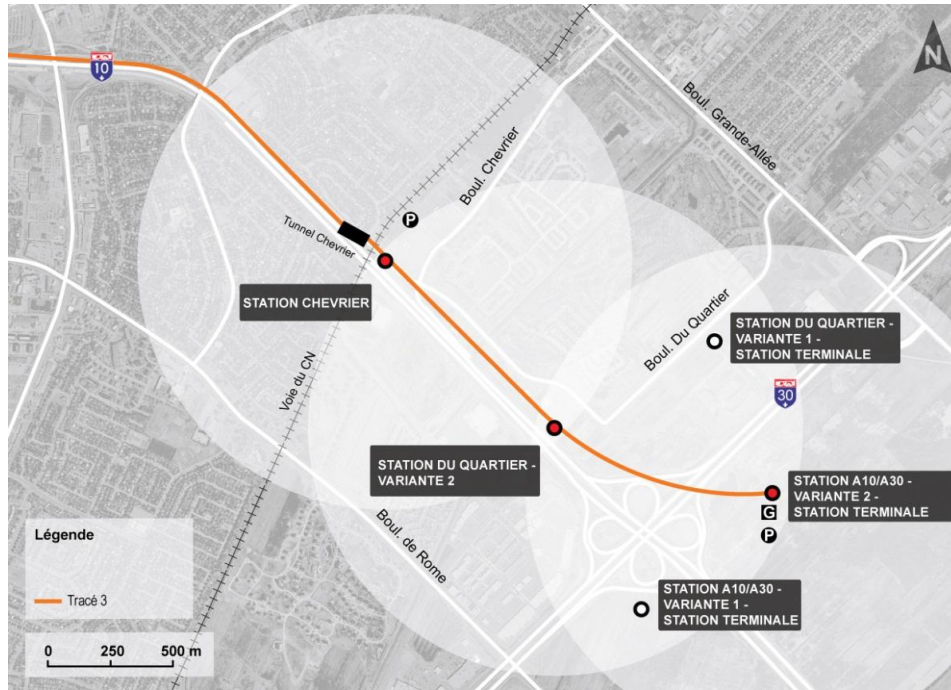 10
N
Boul. Grande-Allée
Boul. Chevrier
P
Tunnel Chevrier
STATION CHEVRIER
Boul. Du Quartier
STATION DU QUARTIER -
VARIANTE 1 -
STATION TERMINALE
Voie du CN
30
STATION DU QUARTIER -
VARIANTE 2
STATION A10/A30 -
VARIANTE 2 -
STATION TERMINALE
G
P
Boul. de Rome
Légende
Tracé 3
STATION A10/A30 -
VARIANTE 1 -
STATION TERMINALE
0 250 500 m